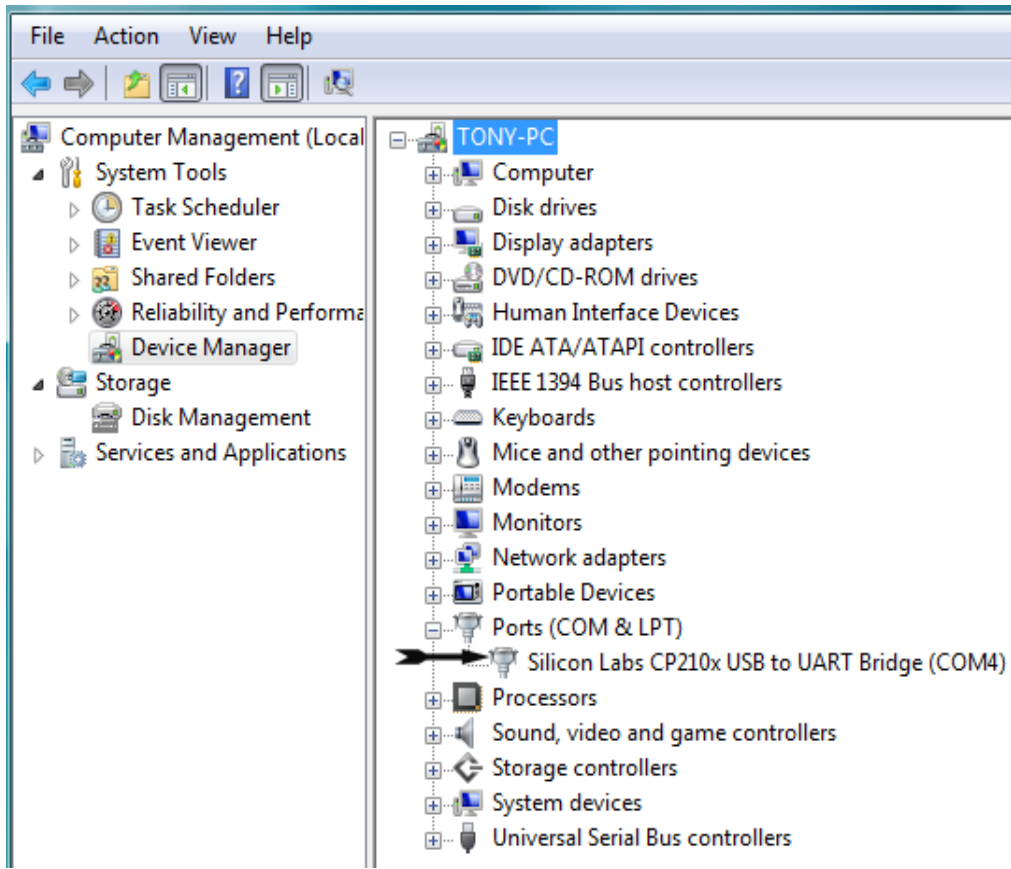 File Action View Help
Computer Management (Local
System Tools
Task Scheduler
Event Viewer
Shared Folders
Reliability and Performa
Device Manager
Storage
Disk Management
Services and Applications
TONY-PC
Computer
Disk drives
Display adapters
DVD/CD-ROM drives
Human Interface Devices
IDE ATA/ATAPI controllers
IEEE 1394 Bus host controllers
Keyboards
Mice and other pointing devices
Modems
Monitors
Network adapters
Portable Devices
Ports (COM & LPT)
Silicon Labs CP210x USB to UART Bridge (COM4)
Processors
Sound, video and game controllers
Storage controllers
System devices
Universal Serial Bus controllers